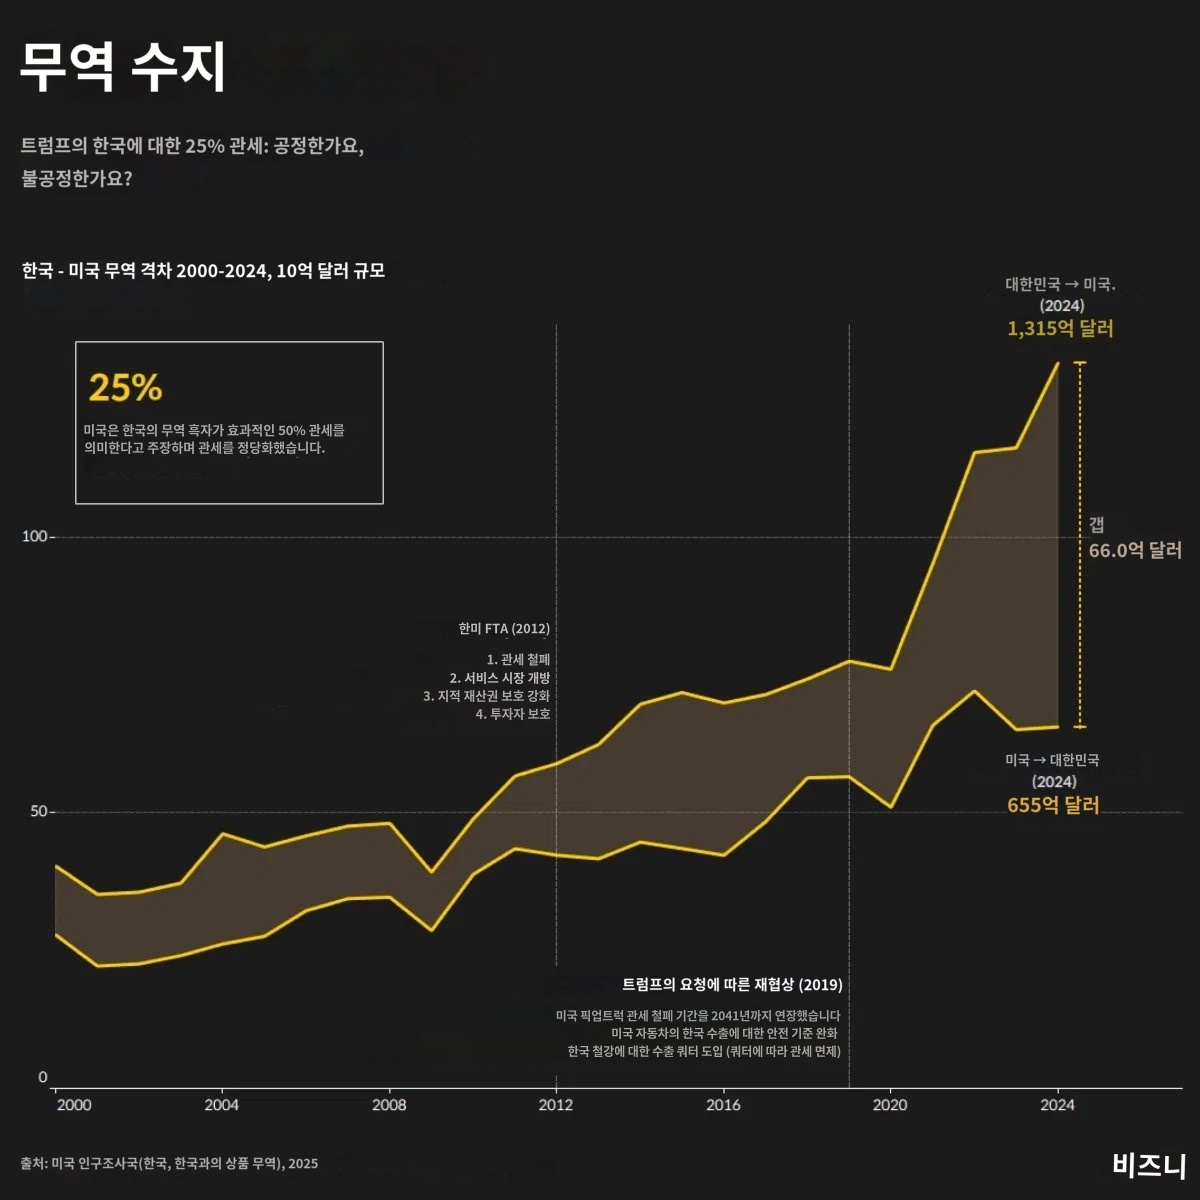 무역 수지
트럼프의 한국에 대한 25% 관세: 공정한가요,
불공정한가요?
한국 - 미국 무역 격차 2000-2024, 10억 달러 규모
대한민국 → 미국.
(2024)
1,315억 달러
25%
미국은 한국의 무역 흑자가 효과적인 50% 관세를
의미한다고 주장하며 관세를 정당화했습니다.
100
갭
66.0억 달러
한미 FTA (2012)
1. 관세 철폐
2. 서비스 시장 개방
3. 지적 재산권 보호 강화
4. 투자자 보호
미국 → 대한민국
(2024)
655억 달러
50
트럼프의 요청에 따른 재협상 (2019)
미국 픽업트럭 관세 철폐 기간을 2041년까지 연장했습니다
미국 자동차의 한국 수출에 대한 안전 기준 완화
한국 철강에 대한 수출 쿼터 도입 (쿼터에 따라 관세 면제)
0
2000 2004 2008 2012 2016 2020 2024
출처: 미국 인구조사국(한국, 한국과의 상품 무역), 2025
비즈니